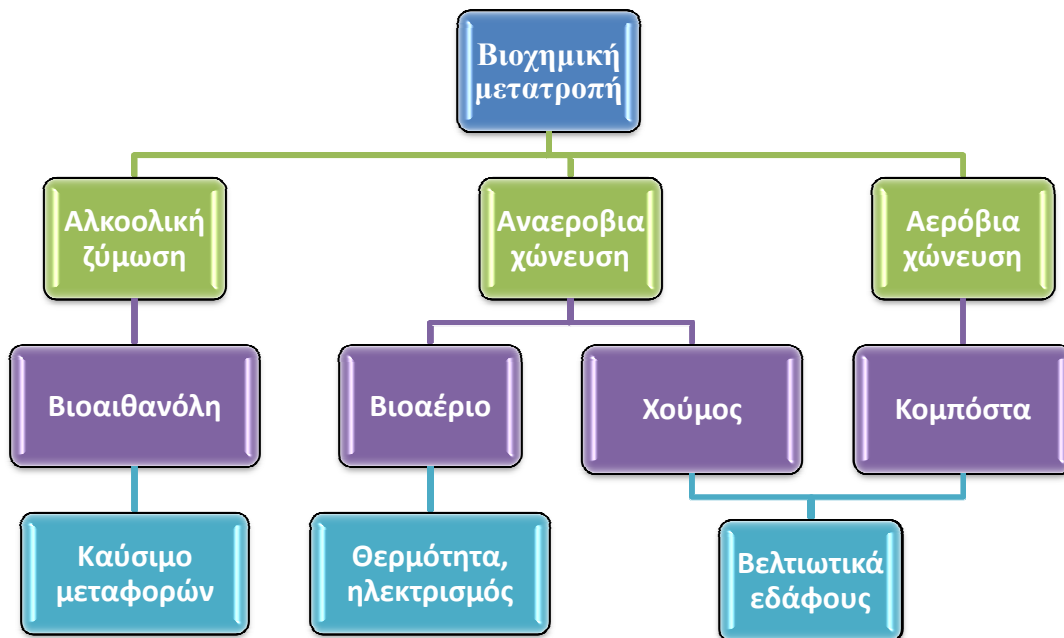 Βιοχημική
μετατροπή
Αλκοολική
ζύμωση
Αναεροβια
χώνευση
Αερόβια
χώνευση
Βιοαιθανόλη
Βιοαέριο
Χούμος
Κομπόστα
Καύσιμο
μεταφορών
Θερμότητα,
ηλεκτρισμός
Βελτιωτικά
εδάφους